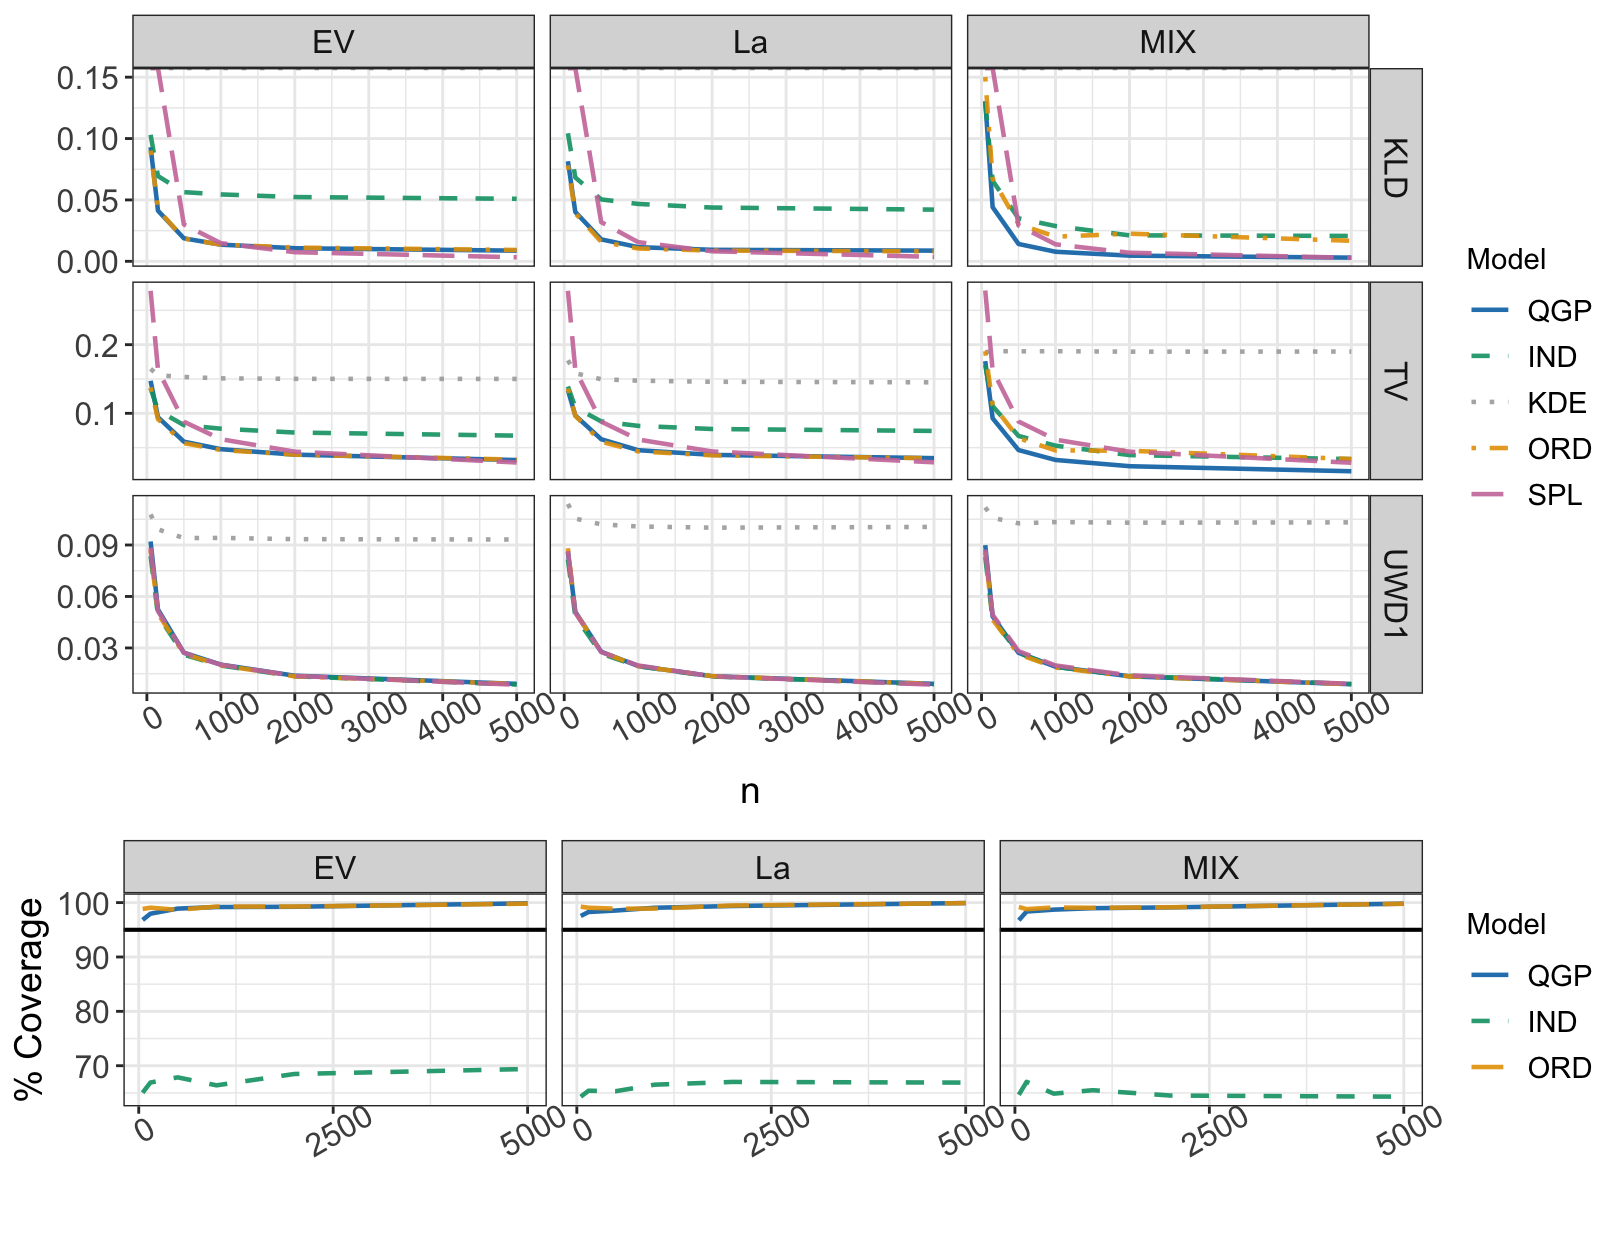 EV La MIX
0.15
0.10
0.05
0.00
KLD
0.2
0.1
TV
0.09
0.06
0.03
UWD1
0 1000 2000 3000 4000 5000 0 1000 2000 3000 4000 5000 0 1000 2000 3000 4000 5000
n
Model
QGP
IND
KDE
ORD
SPL
EV La MIX
% Coverage
100
90
80
70
0 2500 5000 0 2500 5000 0 2500 5000
Model
QGP
IND
ORD